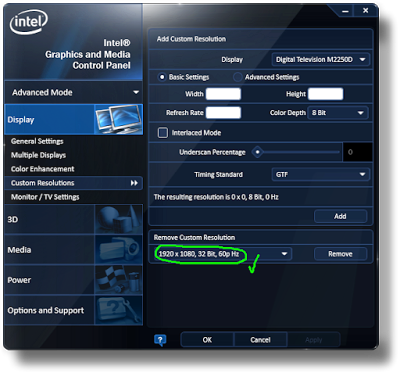 intel
Intel®
Graphics and Media
Control Panel
Advanced Mode
Display
General Settings
Multiple Displays
Color Enhancement
Custom Resolutions
Monitor / TV Settings
3D
Media
Power
Options and Support
Add Custom Resolution
Display Digital Television M2250D
Basic Settings Advanced Settings
Width Height
Refresh Rate Color Depth 8 Bit
Interlaced Mode
Underscan Percentage 0
Timing Standard GTF
The resulting resolution is 0 x 0, 8 Bit, 0 Hz
Add
Remove Custom Resolution
1920 x 1080, 32 Bit, 60p Hz Remove
? OK Cancel Apply